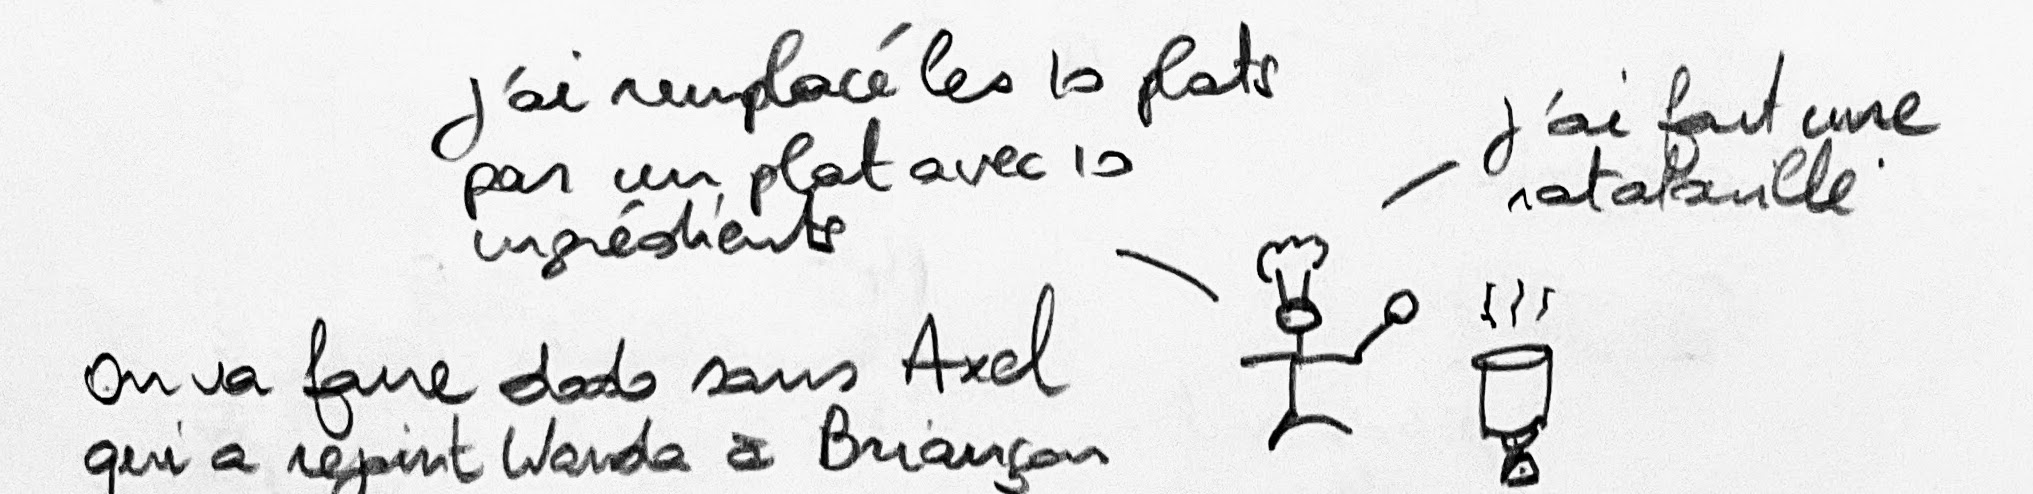 j'ai remplacé les 10 plats
par un plat avec 10
ingrédients
j'ai fait une
ratatouille
On va faire dodo sans Axel
qui a rejoint Wanda à Briançon